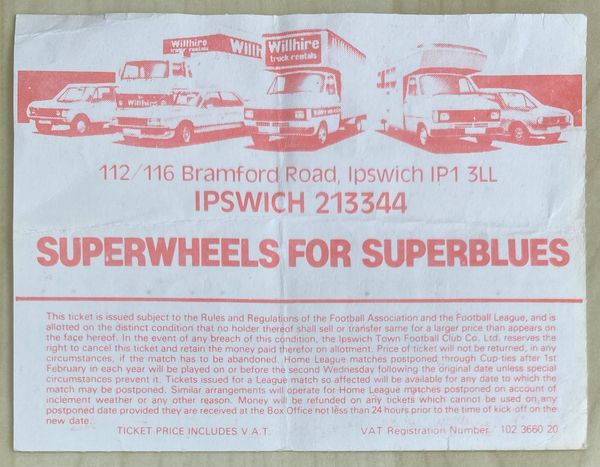 Willhire
truck rentals
Willhire
Willhire
truck rentals
Willhire
112/116 Bramford Road, Ipswich IP1 3LL
IPSWICH 213344
SUPERWHEELS FOR SUPERBLUES
This ticket is issued subject to the Rules and Regulations of the Football Association and the Football League, and is
allotted on the distinct condition that no holder thereof shall sell or transfer same for a larger price than appears on
the face hereof. In the event of any breach of this condition, the Ipswich Town Football Club Co. Ltd. reserves the
right to cancel this ticket and retain the money paid therefor on allotment. Price of ticket will not be returned, in any
circumstances, if the match has to be abandoned. Home League matches postponed through Cup-ties after 1st
February in each year will be played on or before the second Wednesday following the original date unless special
circumstances prevent it. Tickets issued for a League match so affected will be available for any date to which the
match may be postponed. Similar arrangements will operate for Home League matches postponed on account of
inclement weather or any other reason. Money will be refunded on any tickets which cannot be used on any
postponed date provided they are received at the Box Office not less than 24 hours prior to the time of kick-off on the
new date.
TICKET PRICE INCLUDES V.A.T. VAT Registration Number 102 3660 20